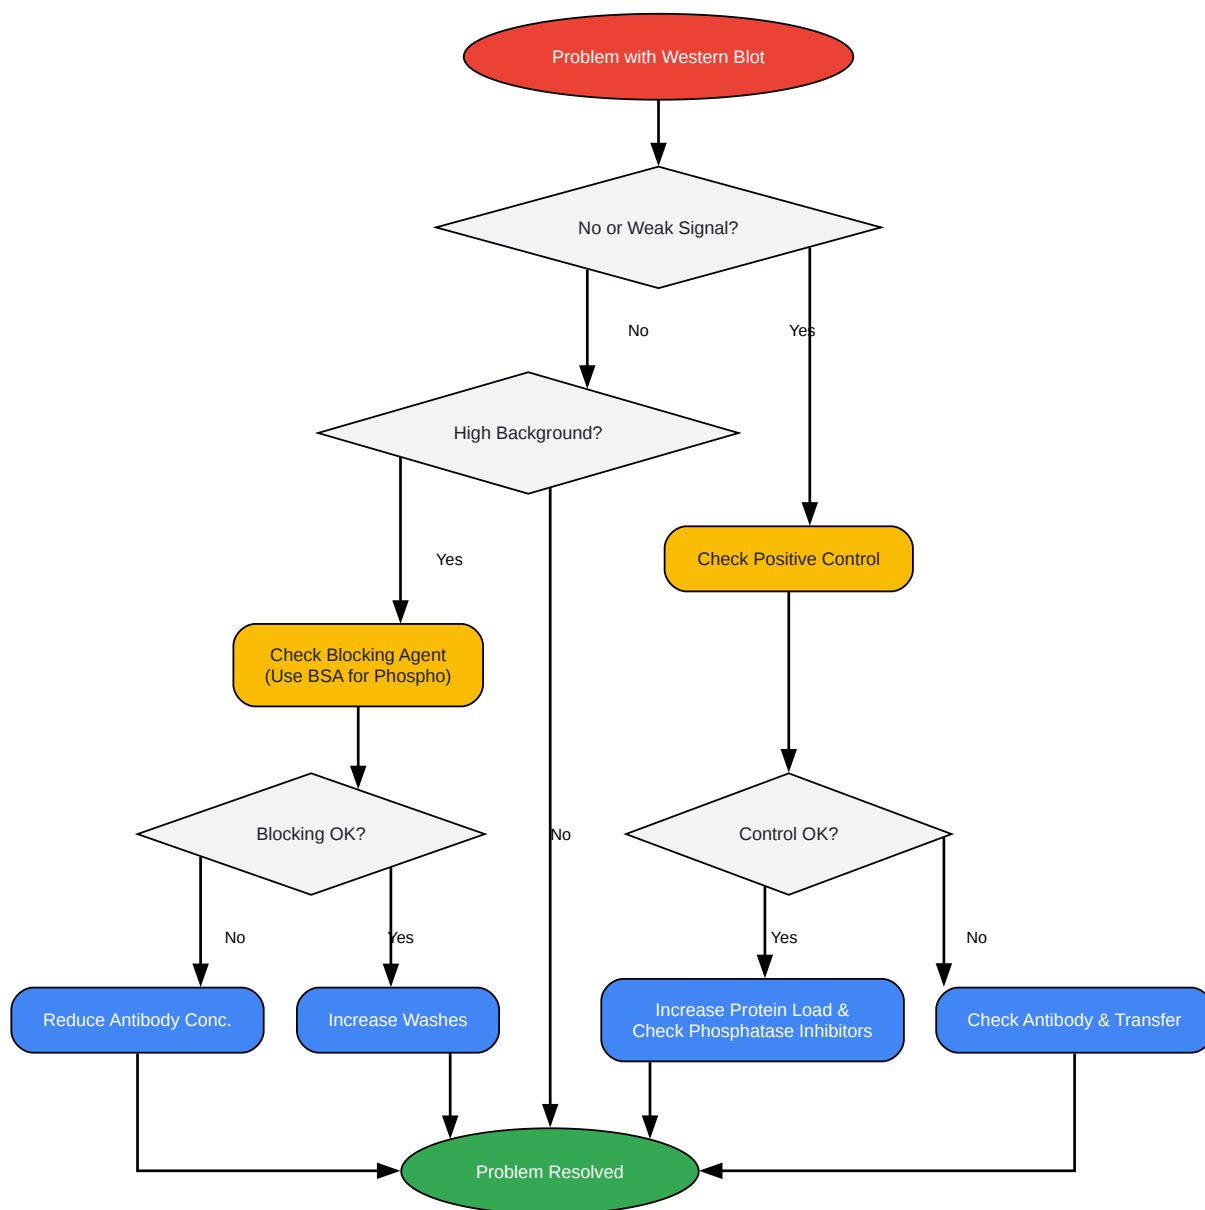 Problem with Western Blot
No or Weak Signal?
No
Yes
High Background?
Yes
Check Positive Control
Check Blocking Agent
(Use BSA for Phospho)
Blocking OK?
No
Control OK?
No
Yes
Yes
No
Reduce Antibody Conc.
Increase Washes
Increase Protein Load &
Check Phosphatase Inhibitors
Check Antibody & Transfer
Problem Resolved